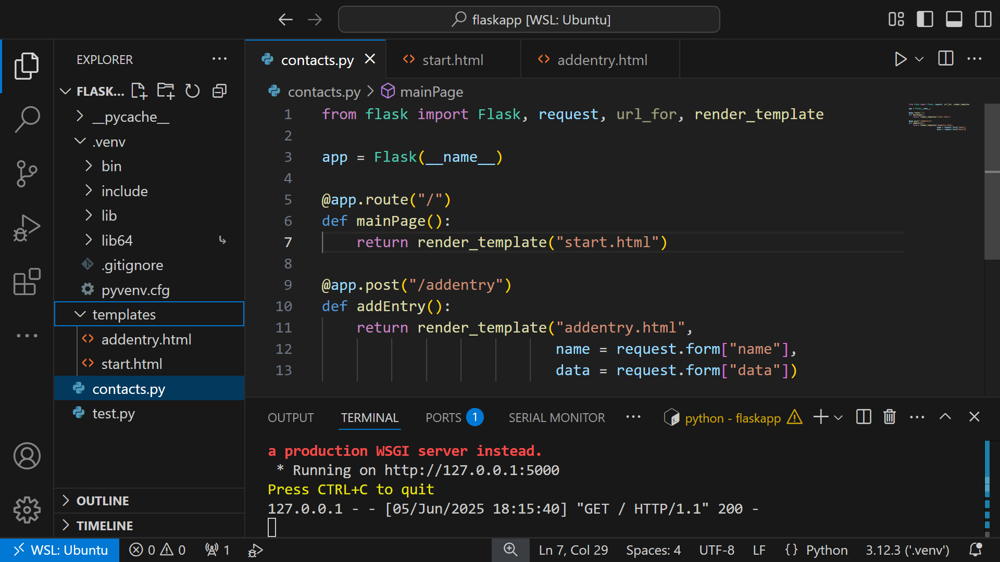 flaskapp [WSL: Ubuntu]
EXPLORER
FLASK...
__pycache__
.venv
bin
include
lib
lib64
.gitignore
pyvenv.cfg
templates
addentry.html
start.html
contacts.py
test.py
OUTLINE
TIMELINE
contacts.py
start.html
addentry.html
contacts.py > mainPage
1 from flask import Flask, request, url_for, render_template
2
3 app = Flask(__name__)
4
5 @app.route("/")
6 def mainPage():
7     return render_template("start.html")
8
9 @app.post("/addentry")
10 def addEntry():
11     return render_template("addentry.html",
12                            name = request.form["name"],
13                            data = request.form["data"])
OUTPUT TERMINAL PORTS 1 SERIAL MONITOR python - flaskapp
a production WSGI server instead.
 * Running on http://127.0.0.1:5000
Press CTRL+C to quit
127.0.0.1 - - [05/Jun/2025 18:15:40] "GET / HTTP/1.1" 200 -
WSL: Ubuntu 0 0 1 Ln 7, Col 29 Spaces: 4 UTF-8 LF {} Python 3.12.3 ('.venv')